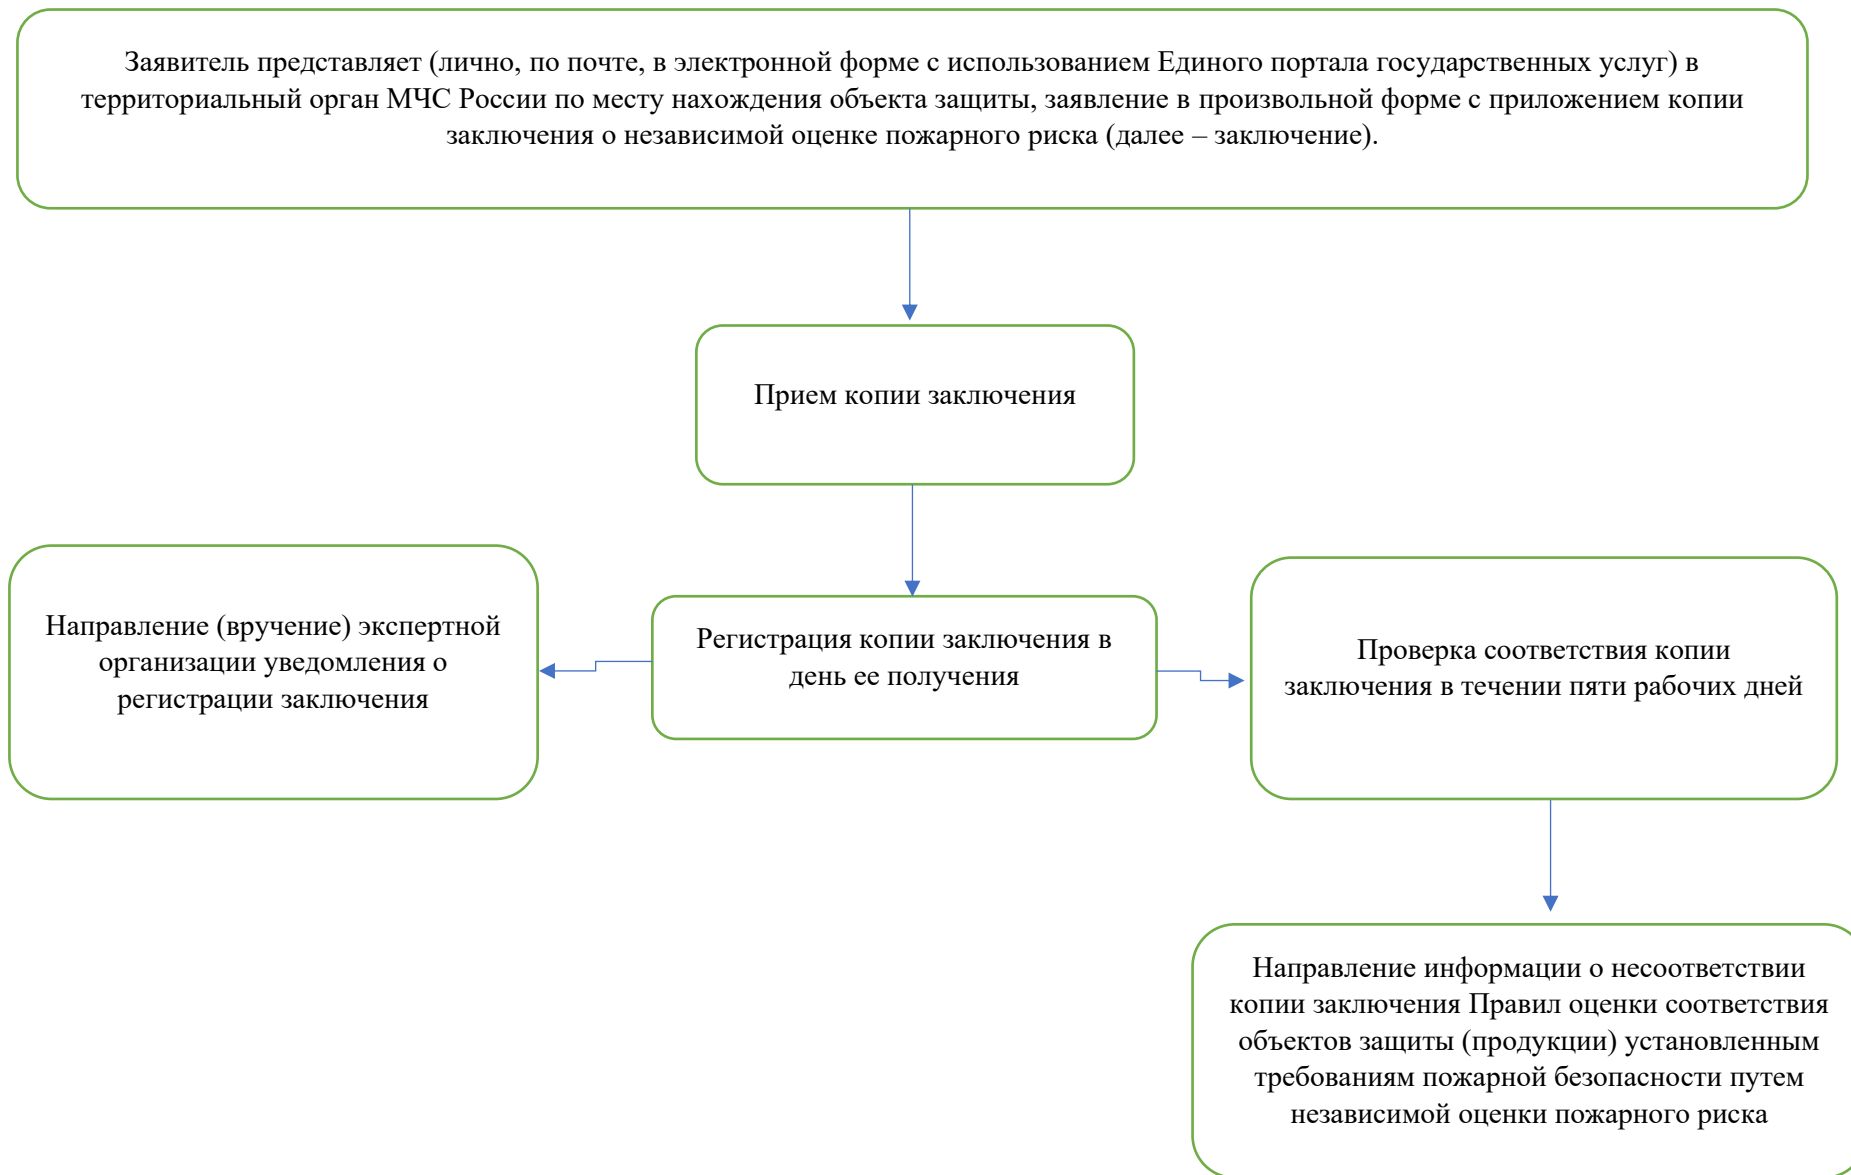 Заявитель представляет (лично, по почте, в электронной форме с использованием Единого портала государственных услуг) в
территориальный орган МЧС России по месту нахождения объекта защиты, заявление в произвольной форме с приложением копии
заключения о независимой оценке пожарного риска (далее – заключение).
Прием копии заключения
Направление (вручение) экспертной
организации уведомления о
регистрации заключения
Регистрация копии заключения в
день ее получения
Проверка соответствия копии
заключения в течении пяти рабочих дней
Направление информации о несоответствии
копии заключения Правил оценки соответствия
объектов защиты (продукции) установленным
требованиям пожарной безопасности путем
независимой оценки пожарного риска